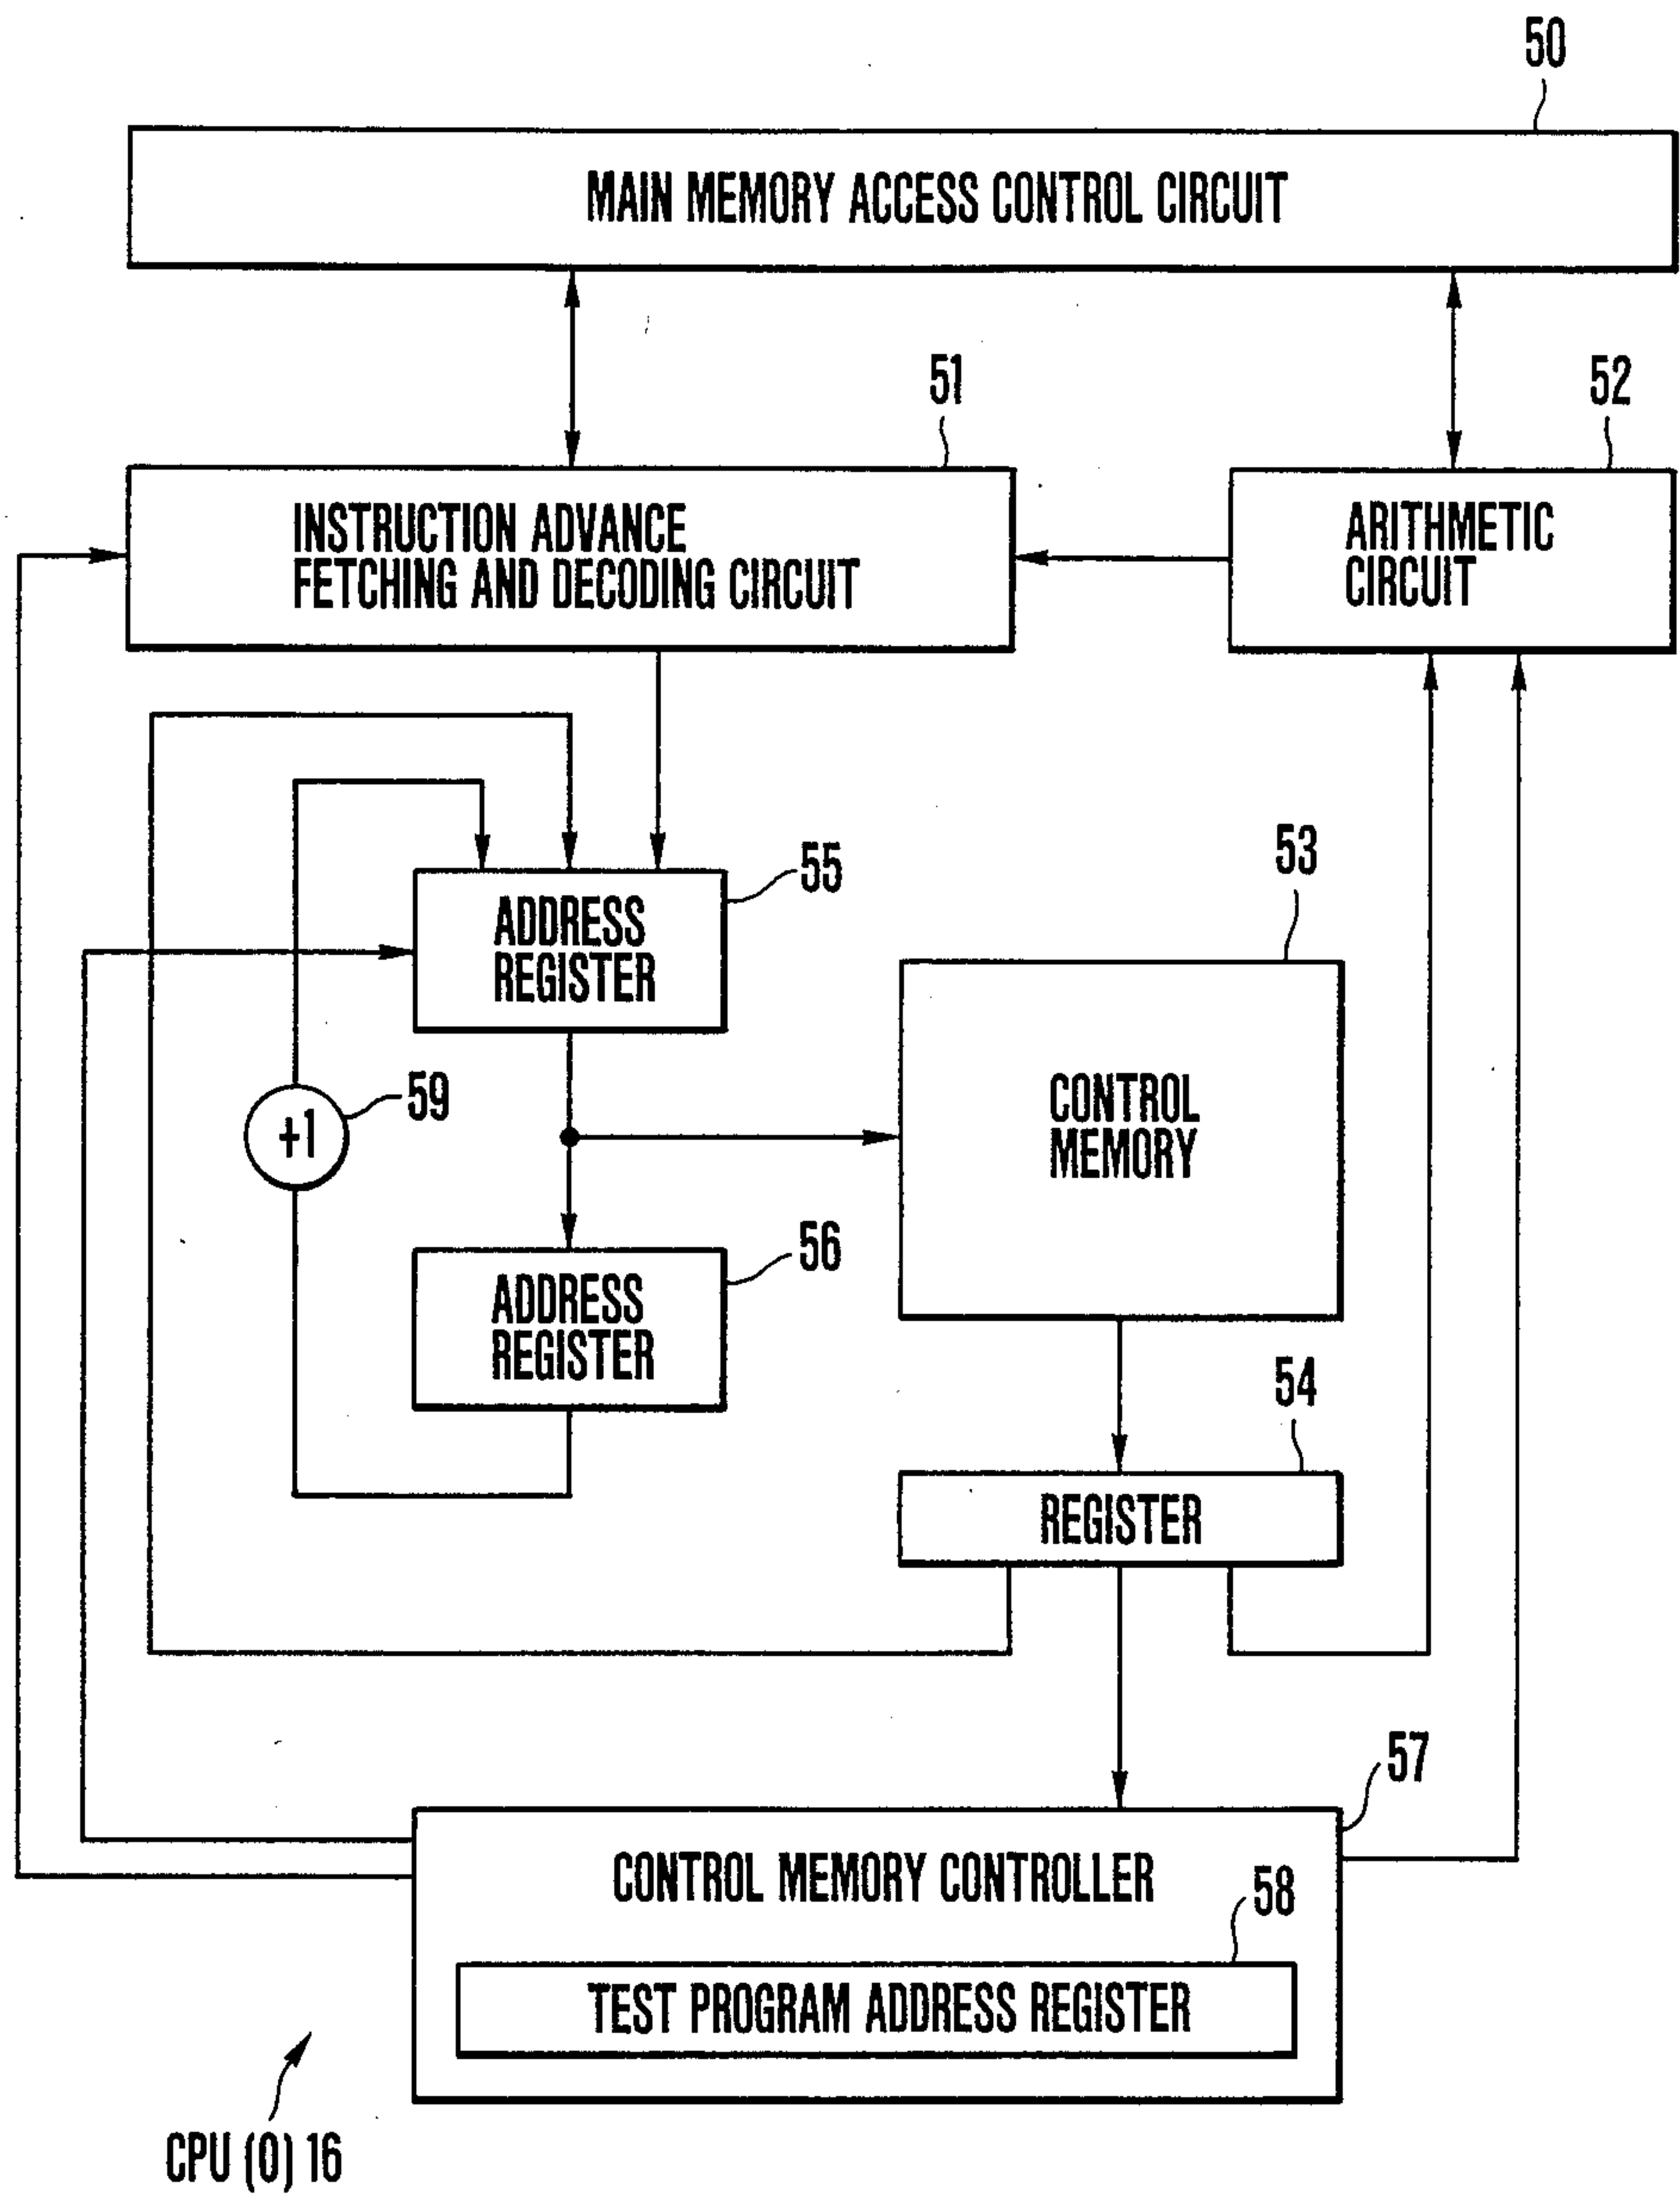 50
MAIN MEMORY ACCESS CONTROL CIRCUIT
51
52
INSTRUCTION ADVANCE
FETCHING AND DECODING CIRCUIT
ARITHMETIC
CIRCUIT
55
ADDRESS
REGISTER
53
CONTROL
MEMORY
59
+1
56
ADDRESS
REGISTER
54
REGISTER
57
CONTROL MEMORY CONTROLLER
58
TEST PROGRAM ADDRESS REGISTER
CPU (0) 16